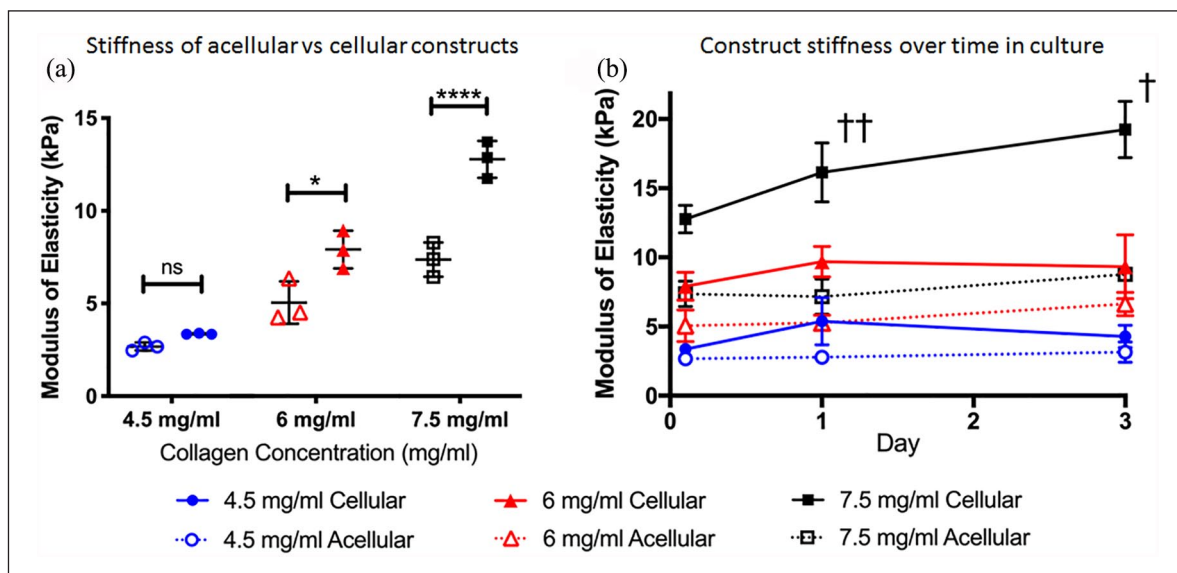 Stiffness of acellular vs cellular constructs
(a)
Modulus of Elasticity (kPa)
15
10
5
0
ns
*
****
4.5 mg/ml
6 mg/ml
7.5 mg/ml
Collagen Concentration (mg/ml)
Construct stiffness over time in culture
(b)
Modulus of Elasticity (kPa)
20
15
10
5
0
††
†
0
1
2
3
Day
4.5 mg/ml Cellular
6 mg/ml Cellular
7.5 mg/ml Cellular
4.5 mg/ml Acellular
6 mg/ml Acellular
7.5 mg/ml Acellular